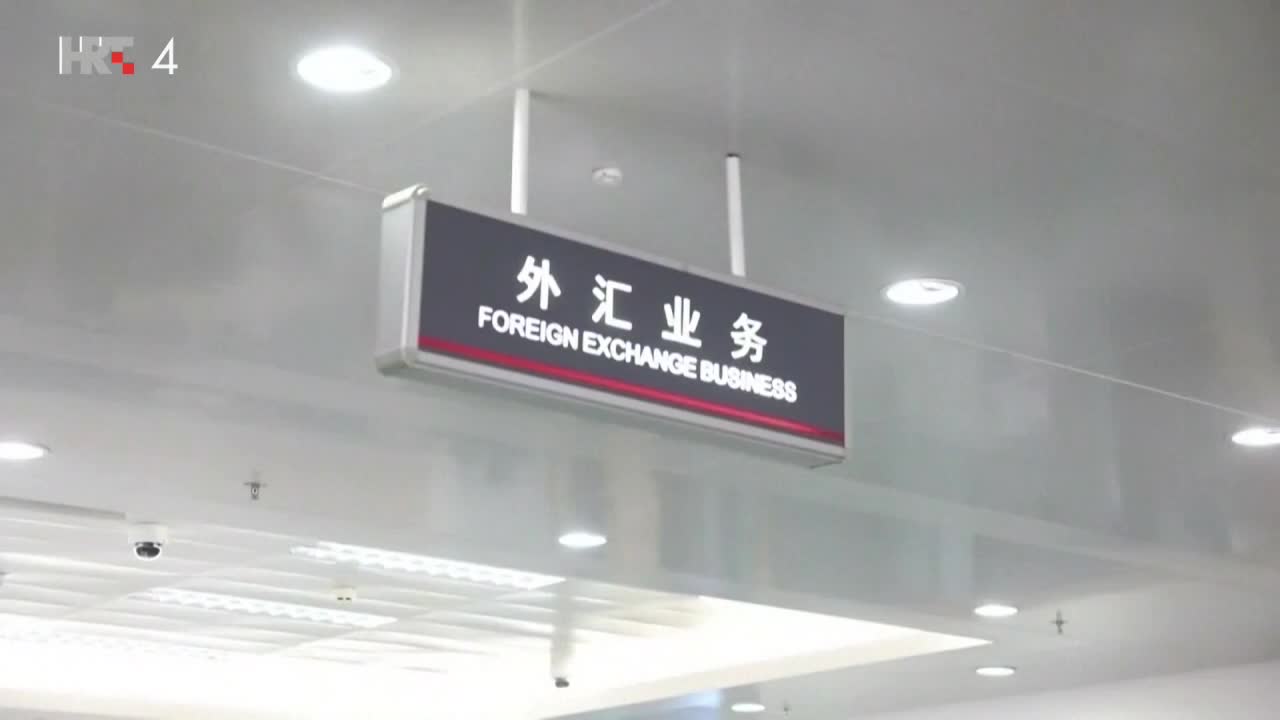 HRT 4
外汇业务
FOREIGN EXCHANGE BUSINESS